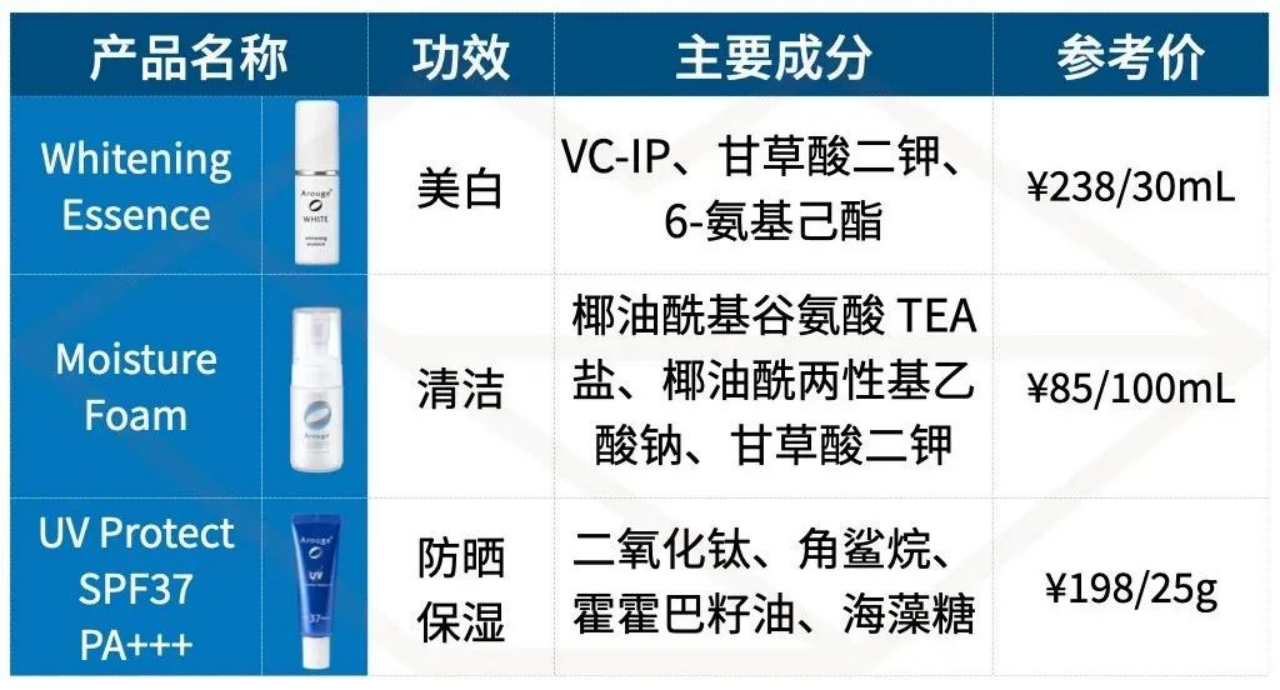 产品名称 功效 主要成分 参考价
Whitening
Essence
Arouge
WHITE
whitening
essence
美白
VC-IP、甘草酸二钾、
6-氨基己酯
¥238/30mL
Moisture
Foam
Arouge
清洁
椰油酰基谷氨酸 TEA
盐、椰油酰两性基乙
酸钠、甘草酸二钾
¥85/100mL
UV Protect
SPF37
PA+++
Arouge
UV
37
防晒
保湿
二氧化钛、角鲨烷、
霍霍巴籽油、海藻糖
¥198/25g